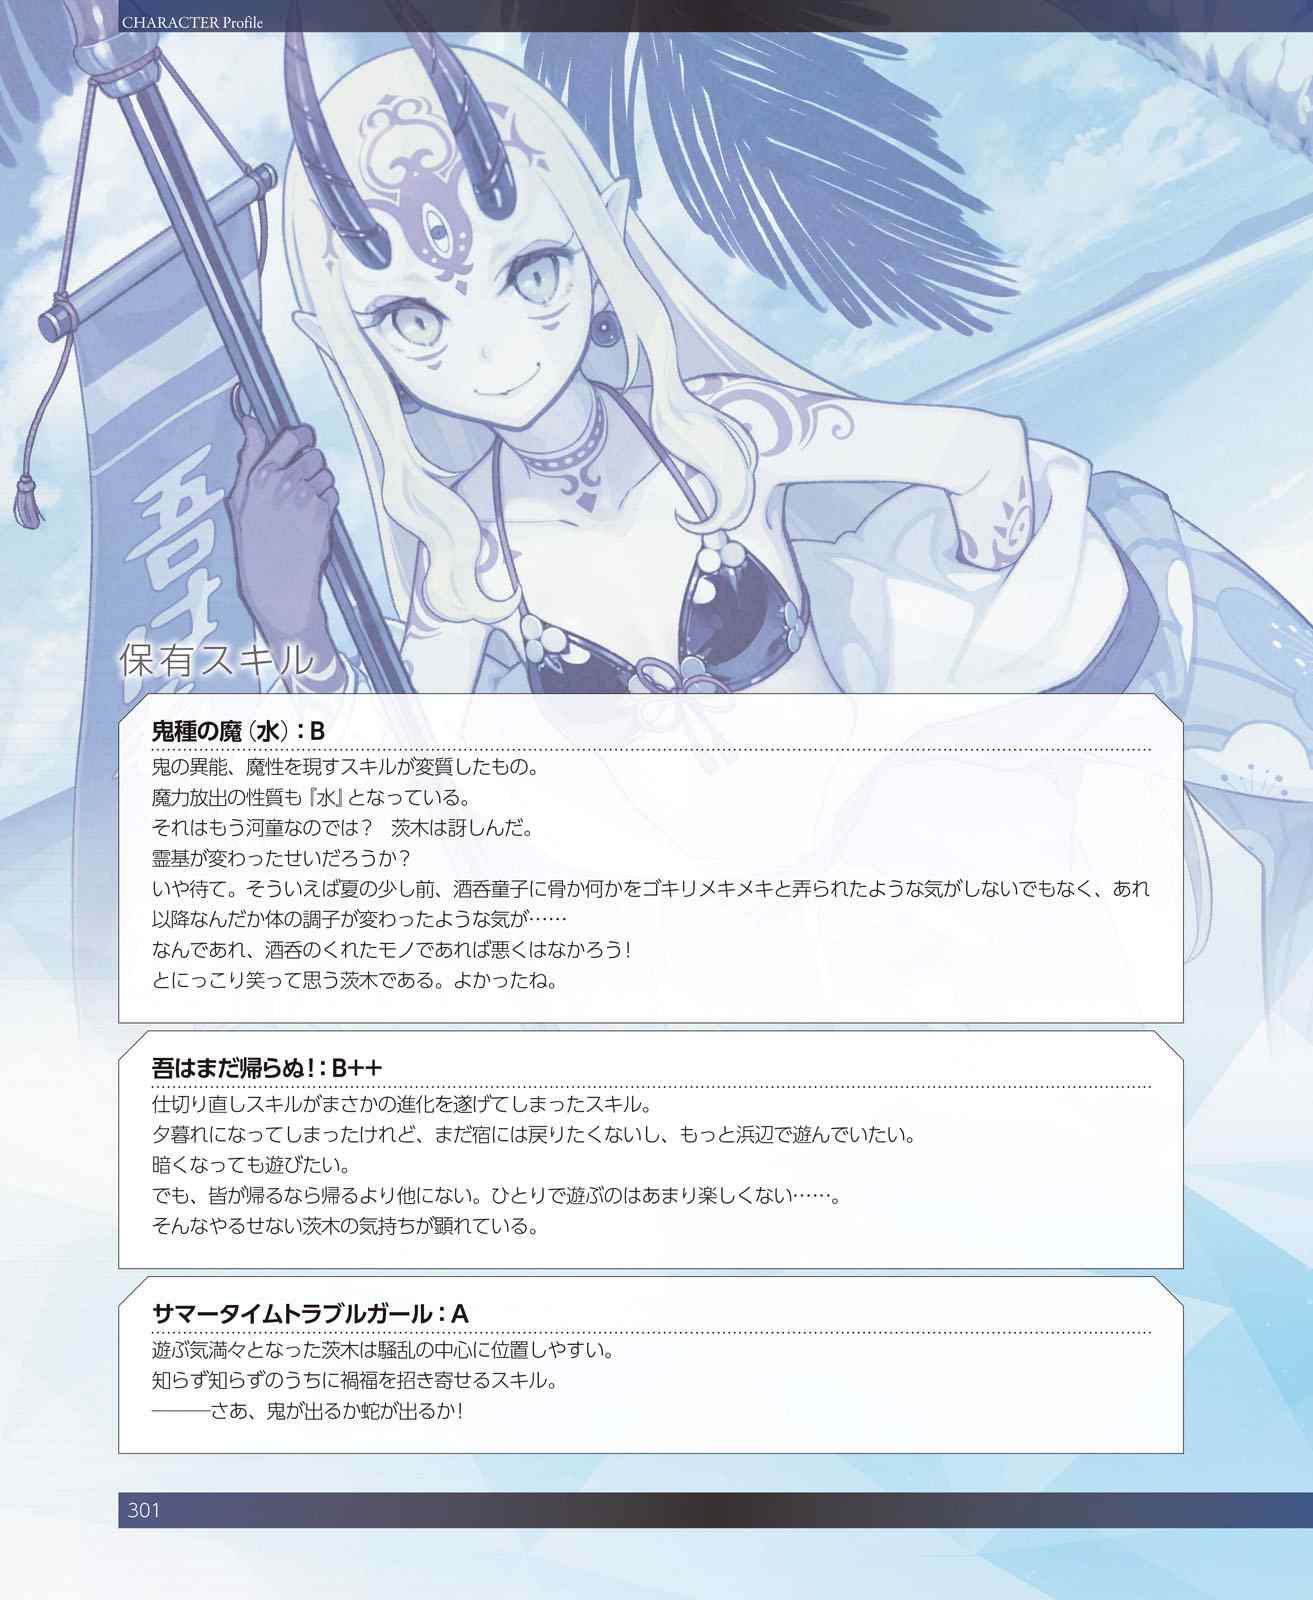 CHARACTER Profile
吾は
保有スキル
鬼種の魔（水）：B
鬼の異能、魔性を現すスキルが変質したもの。
魔力放出の性質も『水』となっている。
それはもう河童なのでは？　茨木は訝しんだ。
霊基が変わったせいだろうか？
いや待て。そういえば夏の少し前、酒呑童子に骨か何かをゴキリメキメキと弄られたような気がしないでもなく、あれ
以降なんだか体の調子が変わったような気が……
なんであれ、酒呑のくれたモノであれば悪くはなかろう！
とにっこり笑って思う茨木である。よかったね。
吾はまだ帰らぬ！：B++
仕切り直しスキルがまさかの進化を遂げてしまったスキル。
夕暮れになってしまったけれど、まだ宿には戻りたくないし、もっと浜辺で遊んでいたい。
暗くなっても遊びたい。
でも、皆が帰るなら帰るより他にない。ひとりで遊ぶのはあまり楽しくない……。
そんなやるせない茨木の気持ちが顕れている。
サマータイムトラブルガール：A
遊ぶ気満々となった茨木は騒乱の中心に位置しやすい。
知らず知らずのうちに禍福を招き寄せるスキル。
―――さあ、鬼が出るか蛇が出るか！
301